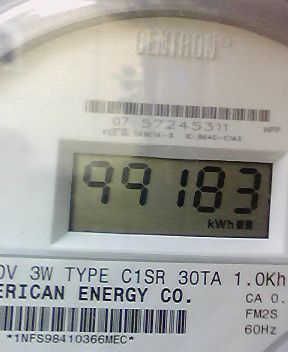 CENTRON®
07 57245311
99183
kWh
0V 3W TYPE C1SR 30TA 1.0Kh
ERICAN ENERGY CO.
CA 0.
FM2S
60Hz
*1NFS98410366MEC*